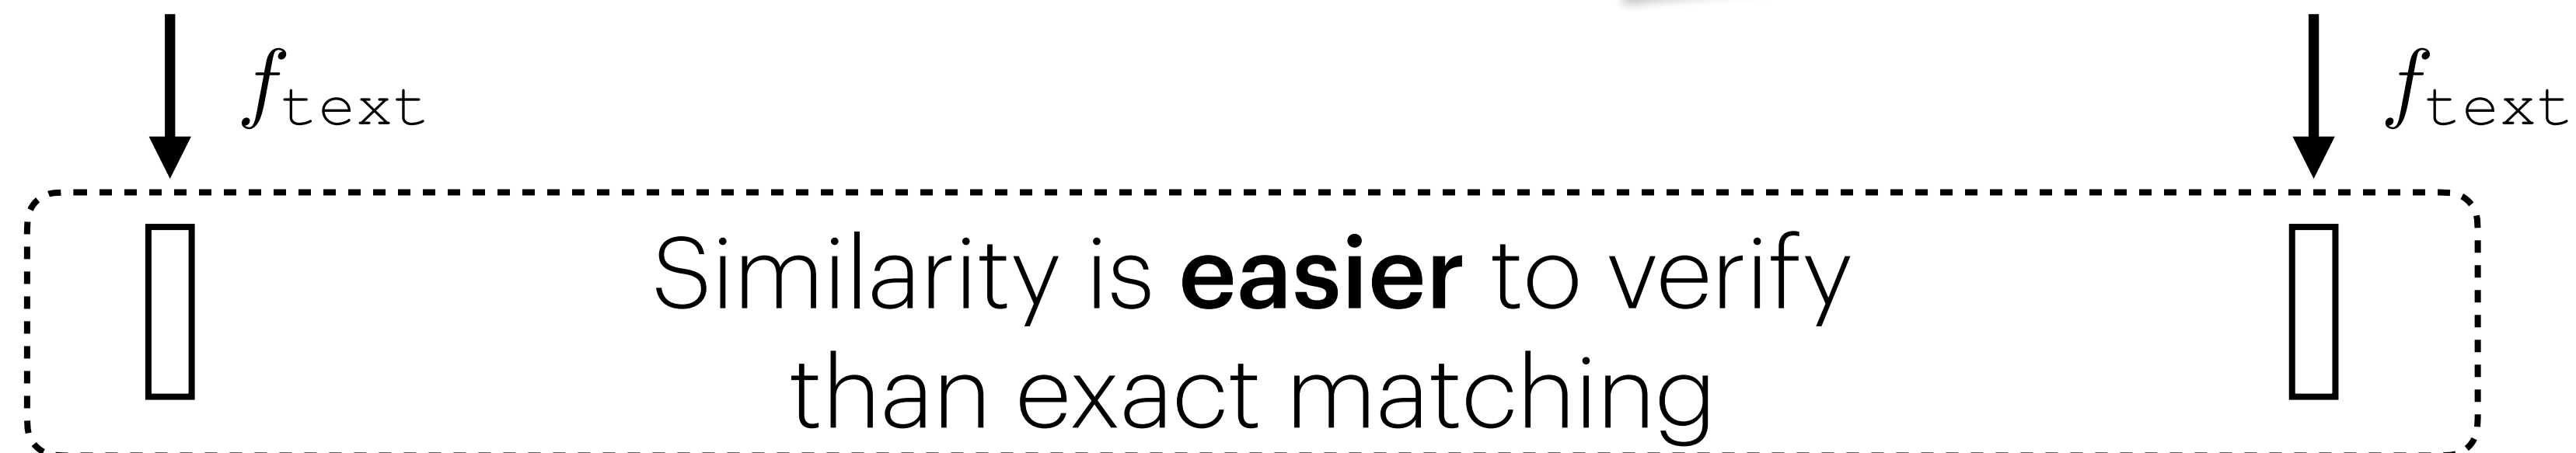 f_text f_text
Similarity is easier to verify
than exact matching